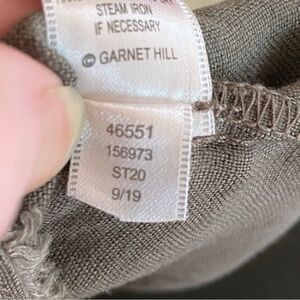 STEAM IRON
IF NECESSARY
© GARNET HILL
46551
156973
ST20
9/19